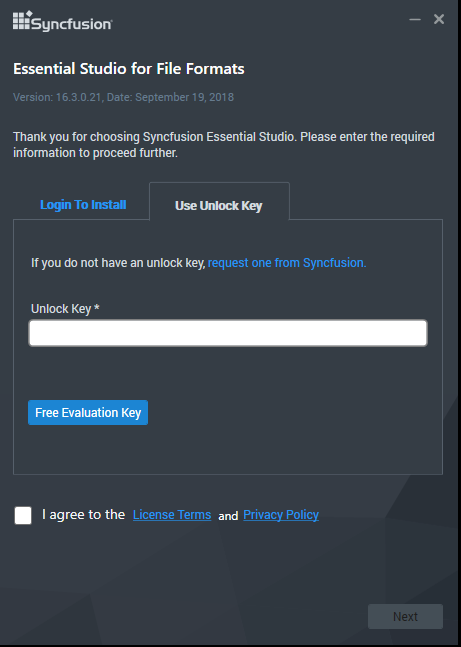 Syncfusion
Essential Studio for File Formats
Version: 16.3.0.21, Date: September 19, 2018
Thank you for choosing Syncfusion Essential Studio. Please enter the required
information to proceed further.
Login To Install
Use Unlock Key
If you do not have an unlock key, request one from Syncfusion.
Unlock Key *
Free Evaluation Key
I agree to the License Terms and Privacy Policy
Next